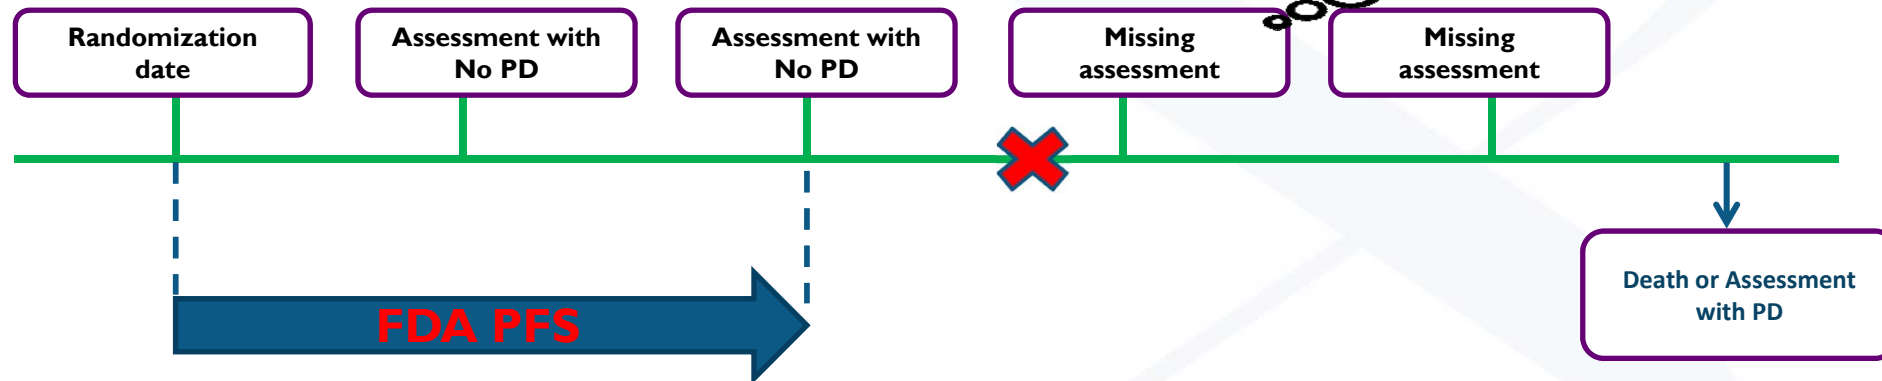 Randomization
date
Assessment with
No PD
Assessment with
No PD
Missing
assessment
Missing
assessment
FDA PFS
Death or Assessment
with PD